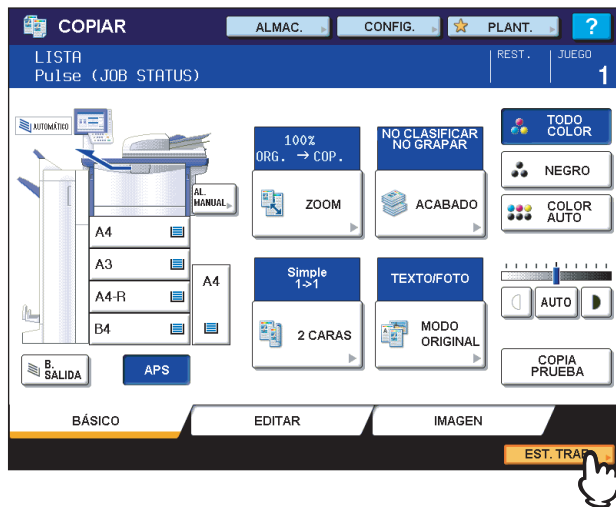 COPIAR
ALMAC.
CONFIG.
PLANT.
?
LISTA
Pulse (JOB STATUS)
REST.
JUEGO
1
AUTOMÁTICO
AL.
MANUAL
A4
A3
A4-R
B4
A4
B.
SALIDA
APS
100%
ORG. → COP.
ZOOM
NO CLASIFICAR
NO GRAPAR
ACABADO
Simple
1->1
2 CARAS
TEXTO/FOTO
MODO
ORIGINAL
TODO
COLOR
NEGRO
COLOR
AUTO
AUTO
COPIA
PRUEBA
BÁSICO
EDITAR
IMAGEN
EST. TRAB.